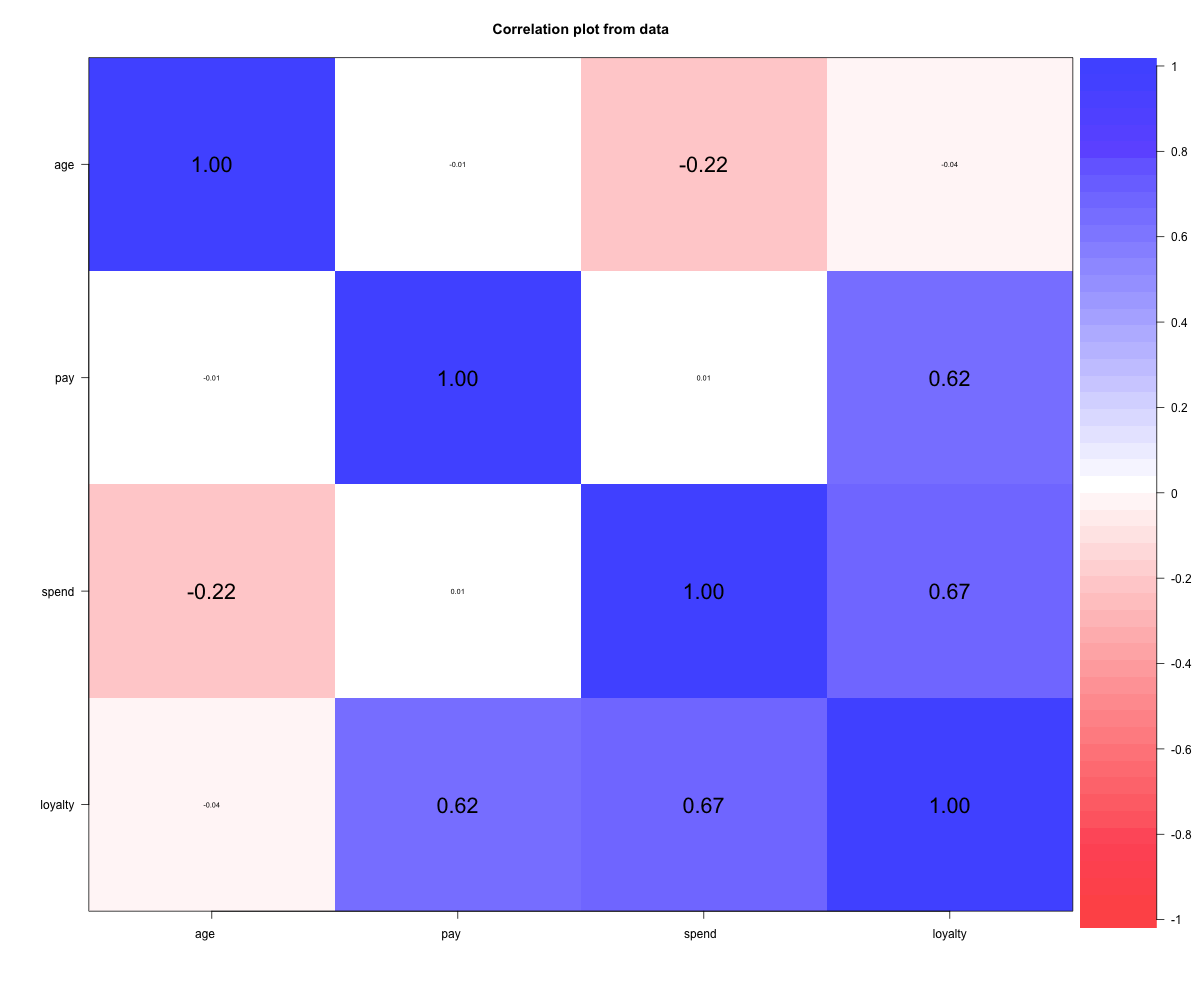 Correlation plot from data
age 1.00 -0.01 -0.22 -0.04
pay -0.01 1.00 0.01 0.62
spend -0.22 0.01 1.00 0.67
loyalty -0.04 0.62 0.67 1.00
age pay spend loyalty
1
0.8
0.6
0.4
0.2
0
-0.2
-0.4
-0.6
-0.8
-1